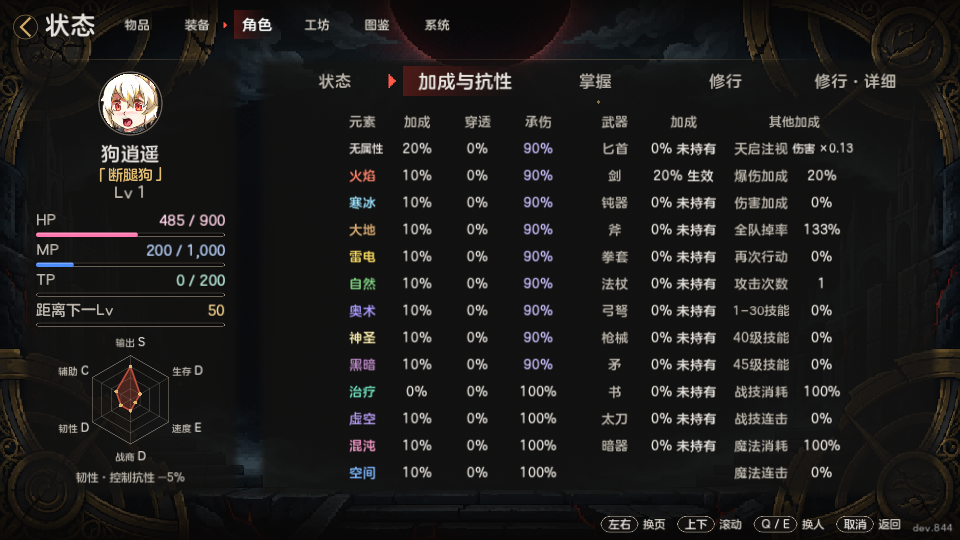 状态 物品 装备 角色 工坊 图鉴 系统
状态 加成与抗性 掌握 修行 修行·详细
狗逍遥
「断腿狗」
Lv 1
HP 485 / 900
MP 200 / 1,000
TP 0 / 200
距离下一Lv 50
输出 S
辅助 C 生存 D
韧性 D 速度 E
战商 D
韧性·控制抗性 −5%
元素 加成 穿透 承伤 武器 加成 其他加成
无属性 20% 0% 90% 匕首 0% 未持有 天启注视 伤害 ×0.13
火焰 10% 0% 90% 剑 20% 生效 爆伤加成 20%
寒冰 10% 0% 90% 钝器 0% 未持有 伤害加成 0%
大地 10% 0% 90% 斧 0% 未持有 全队掉率 133%
雷电 10% 0% 90% 拳套 0% 未持有 再次行动 0%
自然 10% 0% 90% 法杖 0% 未持有 攻击次数 1
奥术 10% 0% 90% 弓弩 0% 未持有 1-30技能 0%
神圣 10% 0% 90% 枪械 0% 未持有 40级技能 0%
黑暗 10% 0% 90% 矛 0% 未持有 45级技能 0%
治疗 0% 0% 100% 书 0% 未持有 战技消耗 100%
虚空 10% 0% 100% 太刀 0% 未持有 战技连击 0%
混沌 10% 0% 100% 暗器 0% 未持有 魔法消耗 100%
空间 10% 0% 100% 魔法连击 0%
左右 换页 上下 滚动 Q / E 换人 取消 返回 dev.844